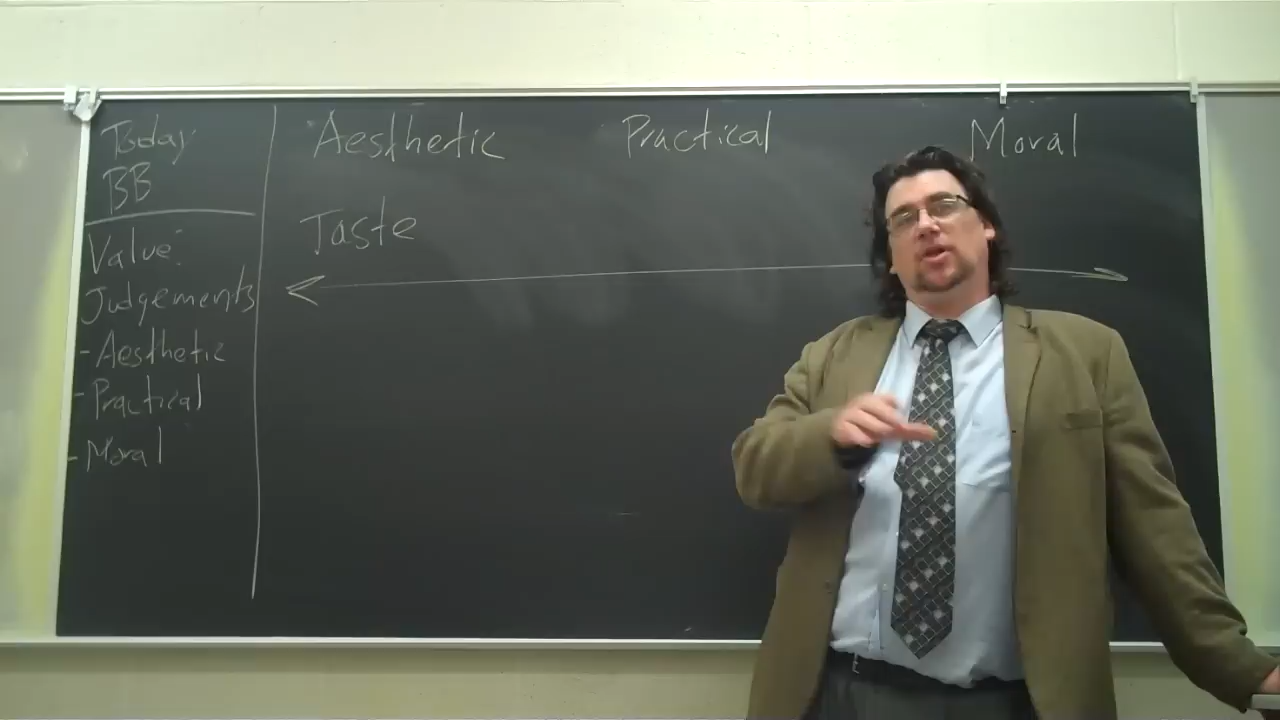 Today
BB
Value
Judgements
- Aesthetic
- Practical
- Moral
Aesthetic Practical Moral
Taste